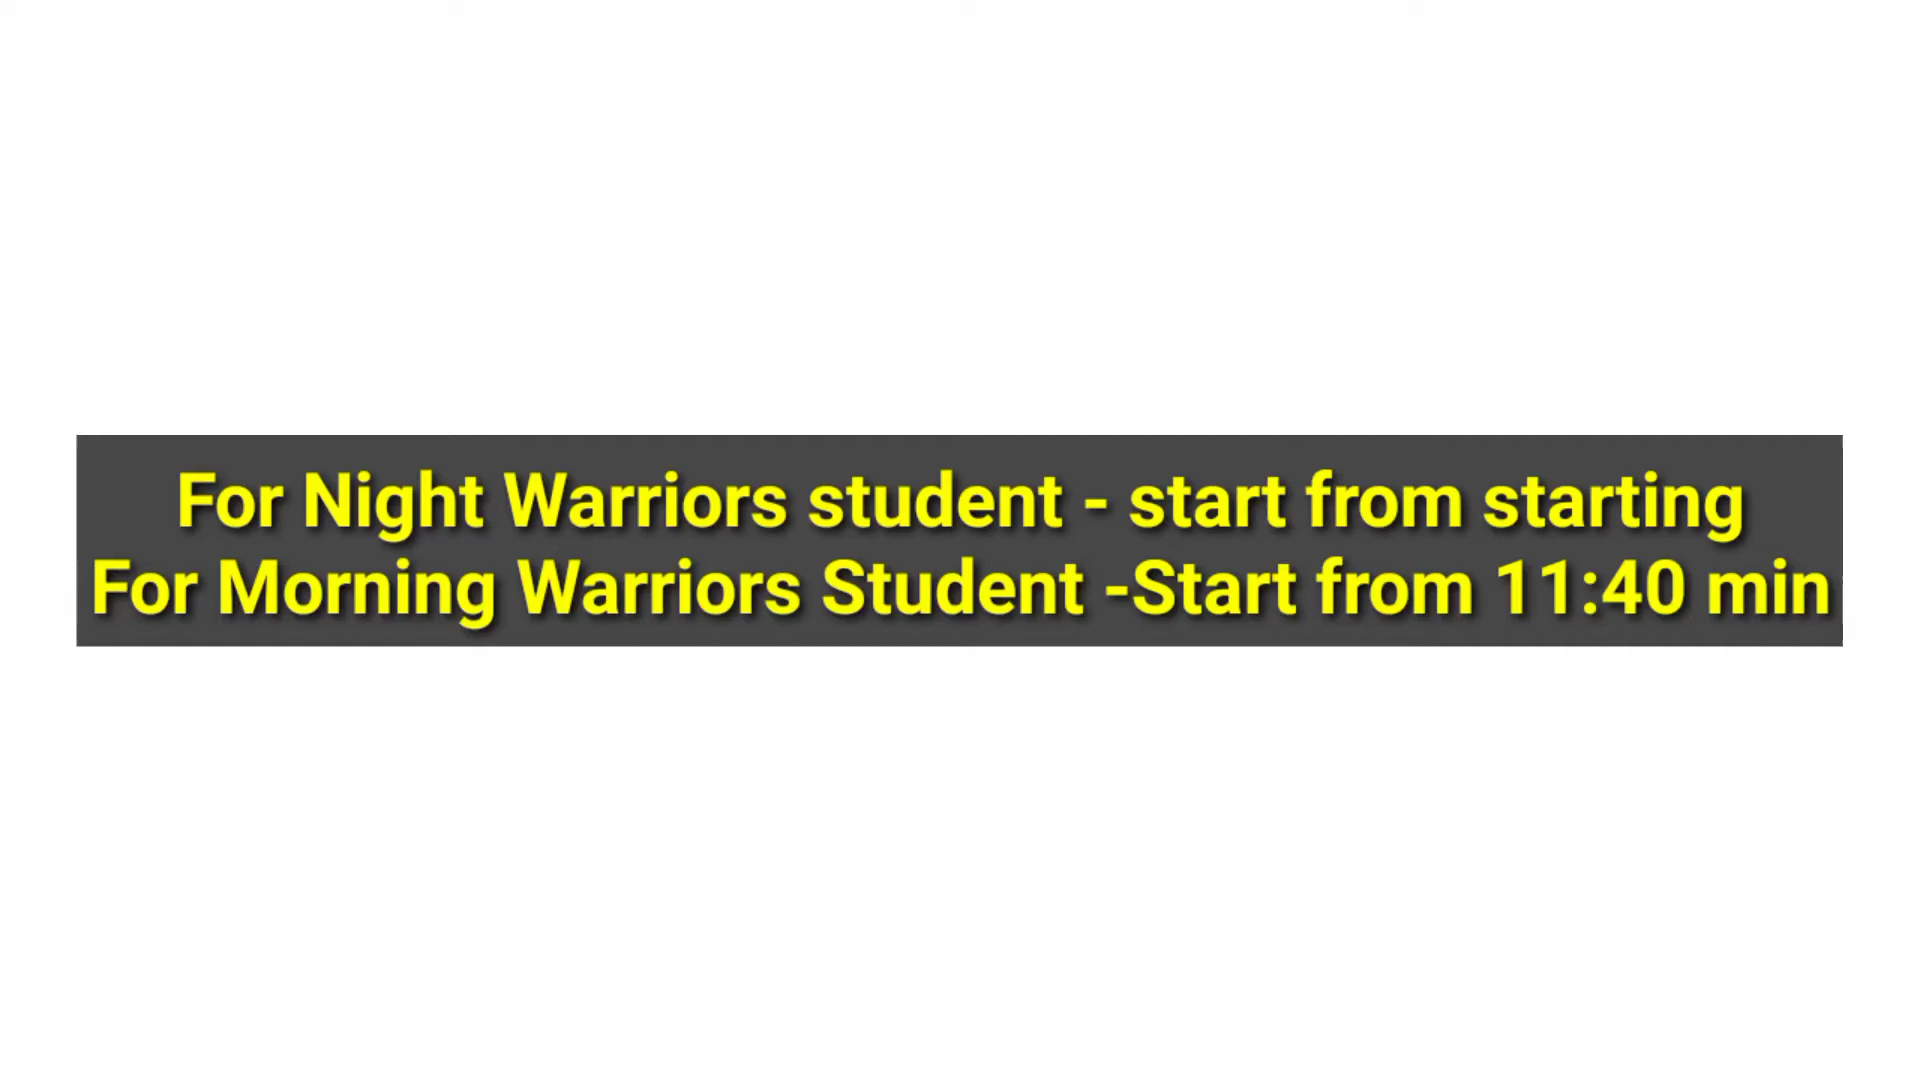 For Night Warriors student - start from starting
For Morning Warriors Student -Start from 11:40 min